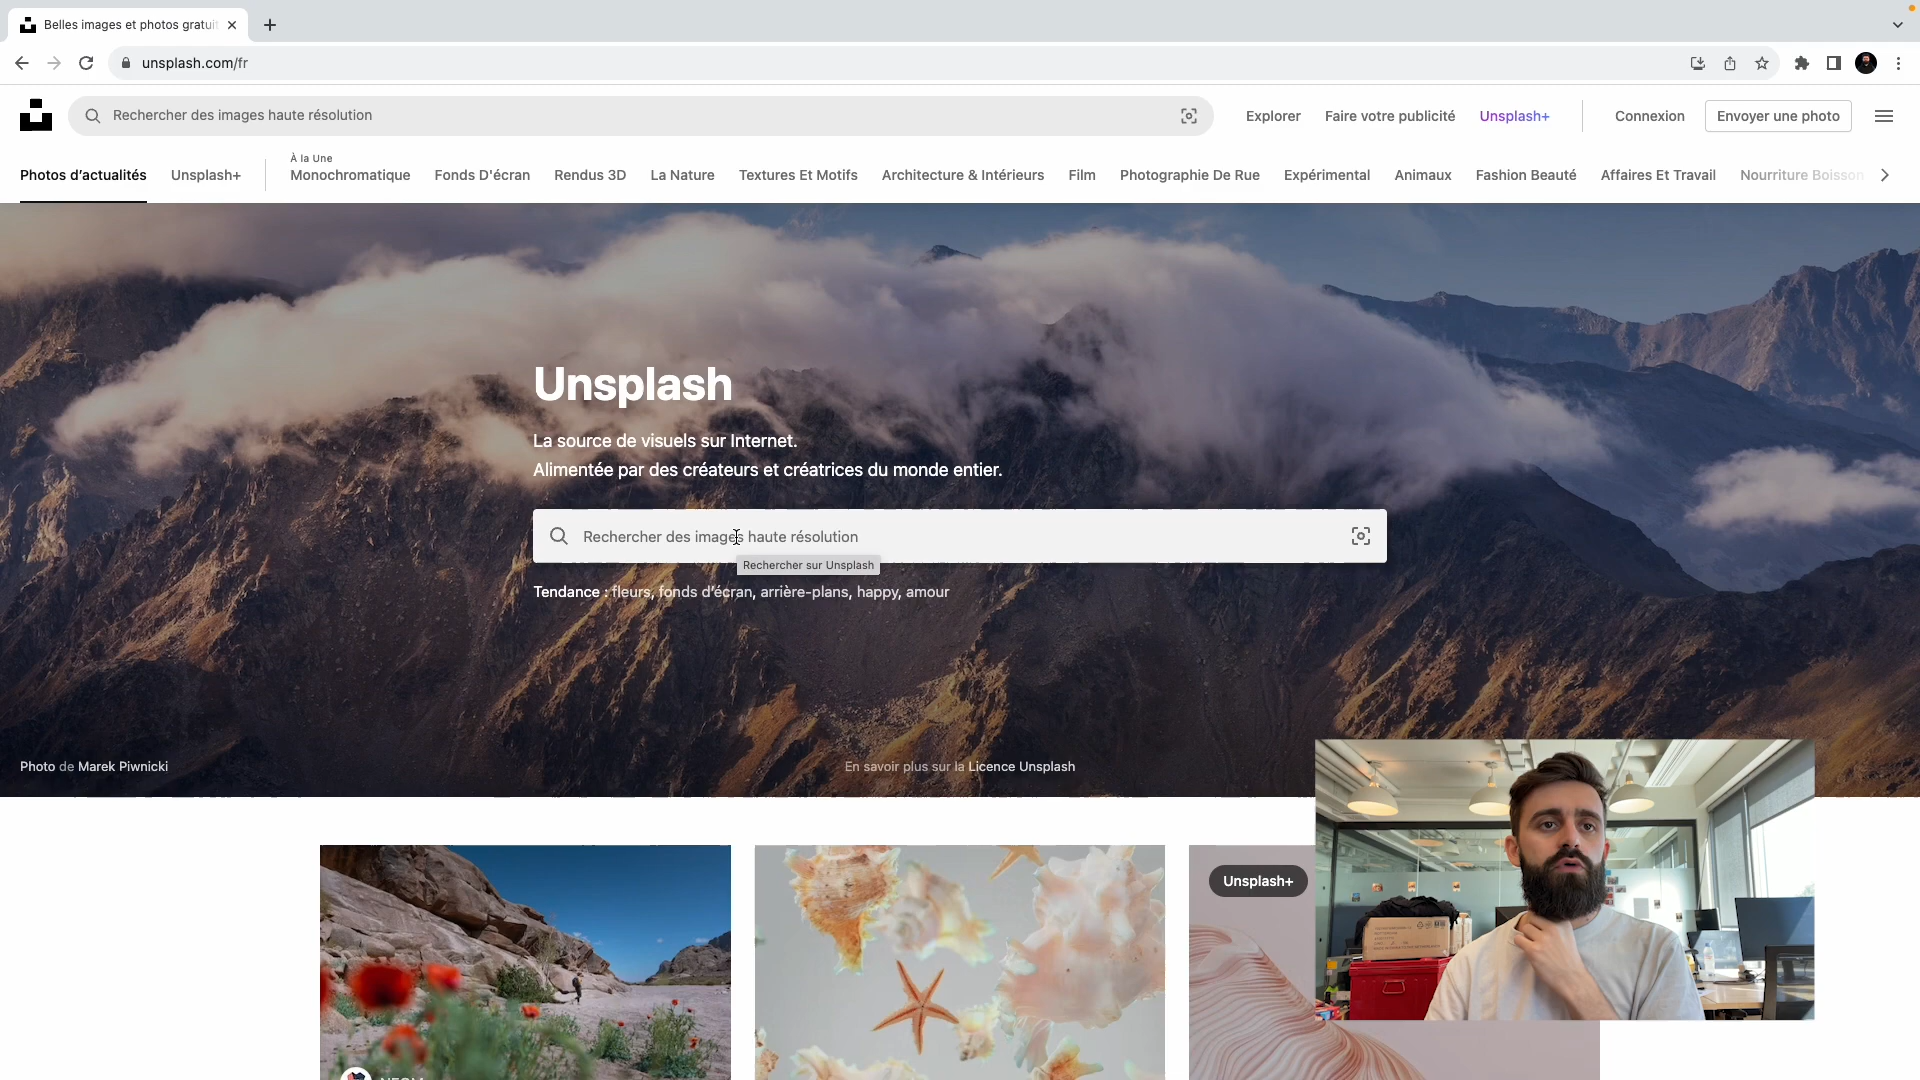 Belles images et photos gratuit
unsplash.com/fr
Rechercher des images haute résolution
Explorer
Faire votre publicité
Unsplash+
Connexion
Envoyer une photo
Photos d'actualités
Unsplash+
À la Une
Monochromatique
Fonds D'écran
Rendus 3D
La Nature
Textures Et Motifs
Architecture & Intérieurs
Film
Photographie De Rue
Expérimental
Animaux
Fashion Beauté
Affaires Et Travail
Nourriture Boisson
Unsplash
La source de visuels sur Internet.
Alimentée par des créateurs et créatrices du monde entier.
Rechercher des images haute résolution
Rechercher sur Unsplash
Tendance : fleurs, fonds d'écran, arrière-plans, happy, amour
Photo de Marek Piwnicki
En savoir plus sur la Licence Unsplash
Unsplash+